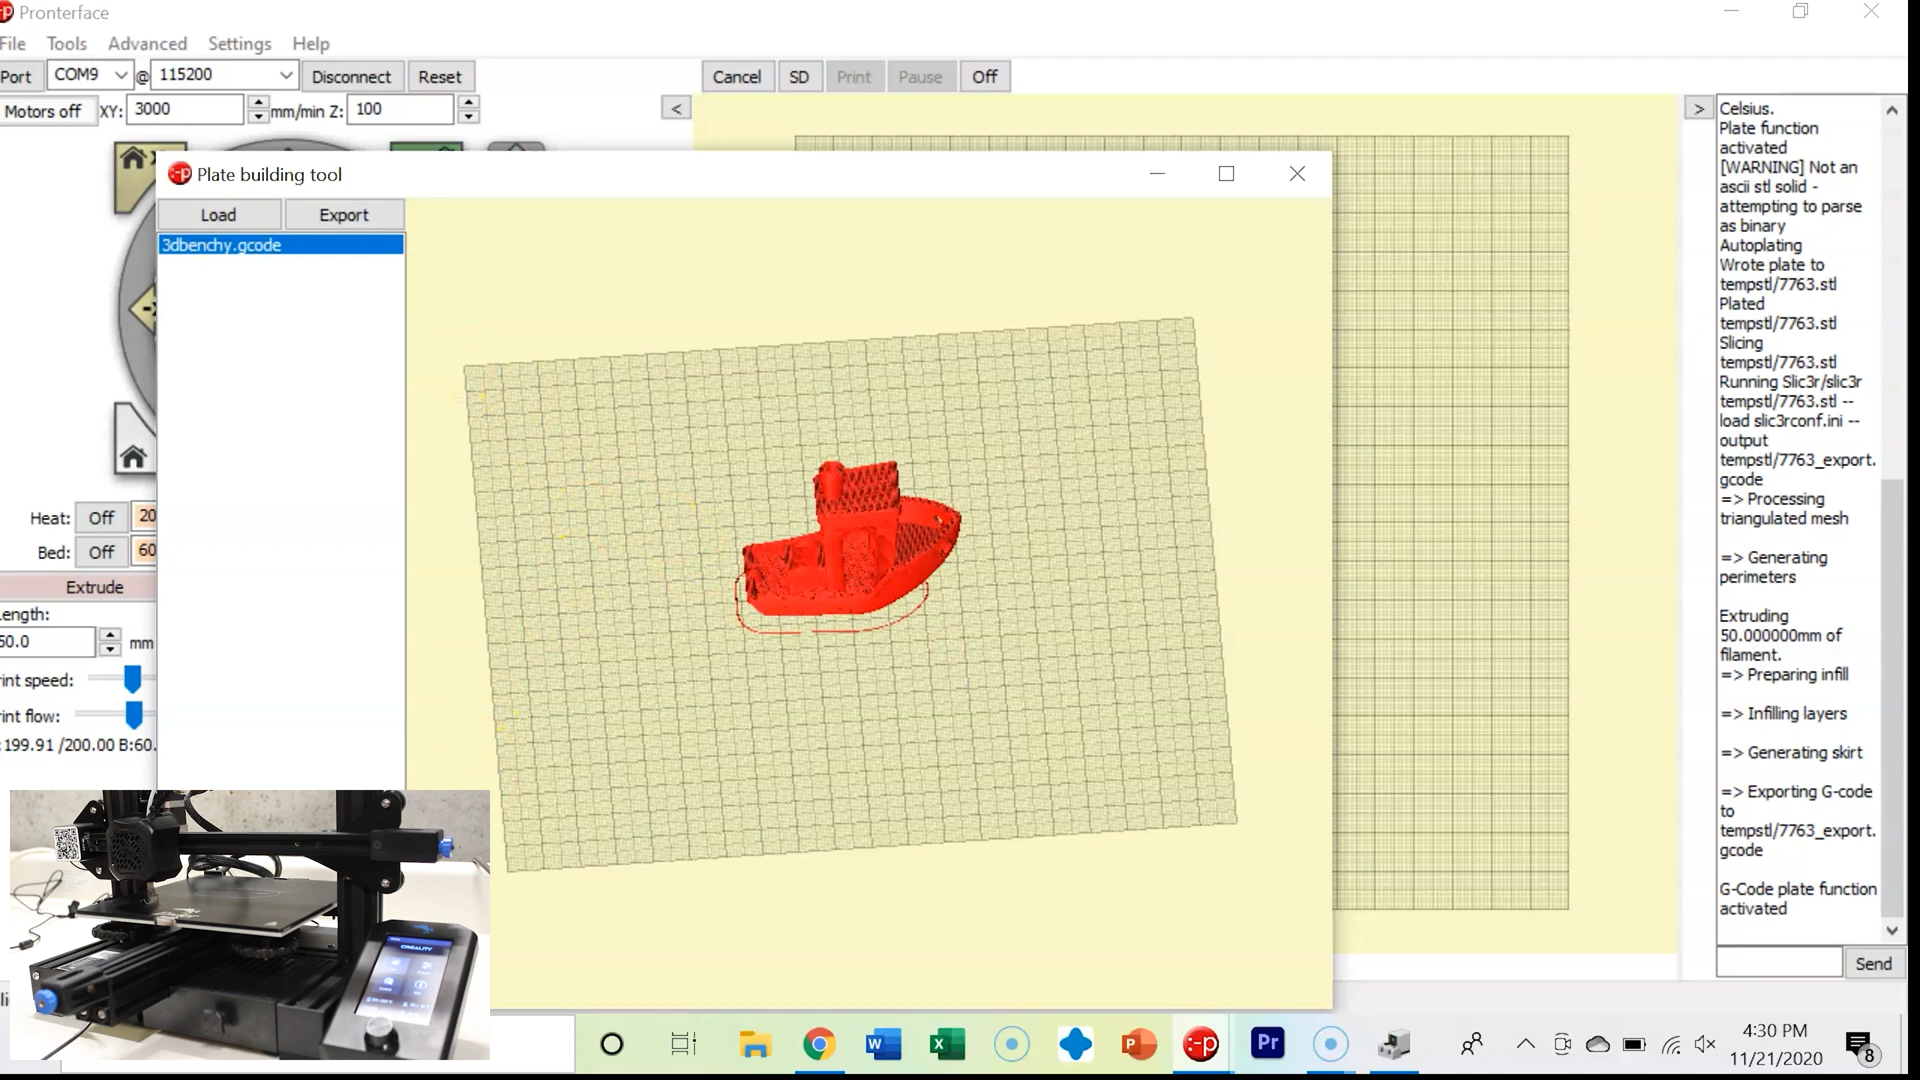 Pronterface
File Tools Advanced Settings Help
Port COM9 @ 115200 Disconnect Reset
Cancel SD Print Pause Off
Motors off XY: 3000 mm/min Z: 100
<
>
Plate building tool
Load Export
3dbenchy.gcode
Heat: Off 20
Bed: Off 60
Extrude
Length:
50.0 mm
rint speed:
rint flow:
:199.91 /200.00 B:60.
CREALITY
Celsius.
Plate function
activated
[WARNING] Not an
ascii stl solid -
attempting to parse
as binary
Autoplating
Wrote plate to
tempstl/7763.stl
Plated
tempstl/7763.stl
Slicing
tempstl/7763.stl
Running Slic3r/slic3r
tempstl/7763.stl --
load slic3rconf.ini --
output
tempstl/7763_export.
gcode
=> Processing
triangulated mesh
=> Generating
perimeters
Extruding
50.000000mm of
filament.
=> Preparing infill
=> Infilling layers
=> Generating skirt
=> Exporting G-code
to
tempstl/7763_export.
gcode
G-Code plate function
activated
Send
4:30 PM
11/21/2020
8